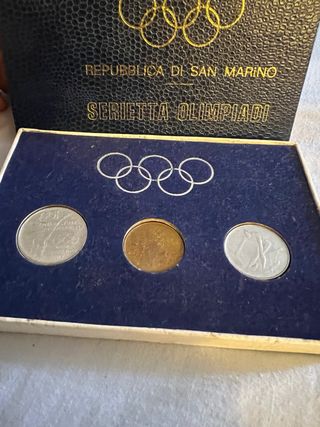 REPUBBLICA DI SAN MARINO
SERIETTA OLIMPIADI